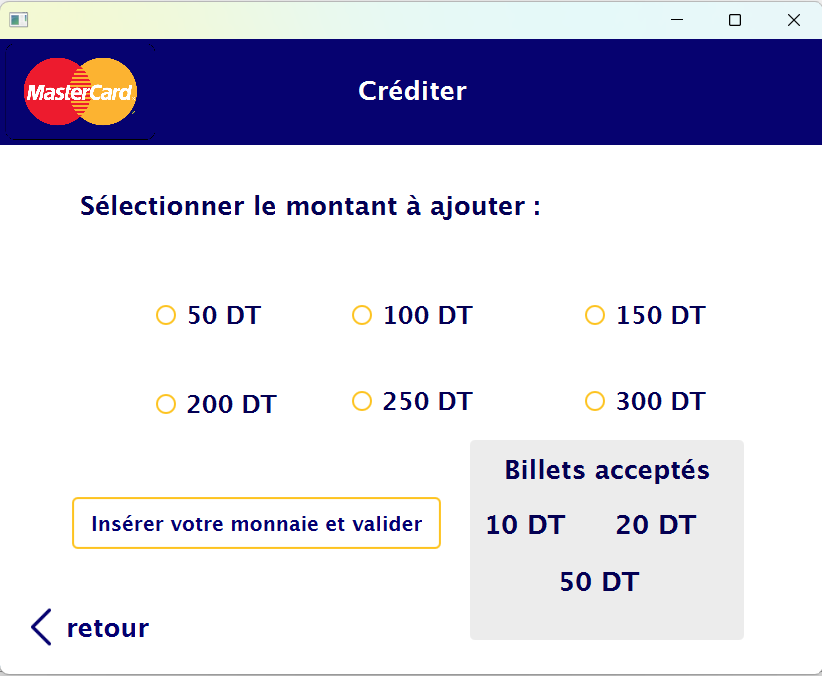 MasterCard
Créditer
Sélectionner le montant à ajouter :
50 DT 100 DT 150 DT
200 DT 250 DT 300 DT
Billets acceptés
Insérer votre monnaie et valider
10 DT 20 DT
50 DT
retour